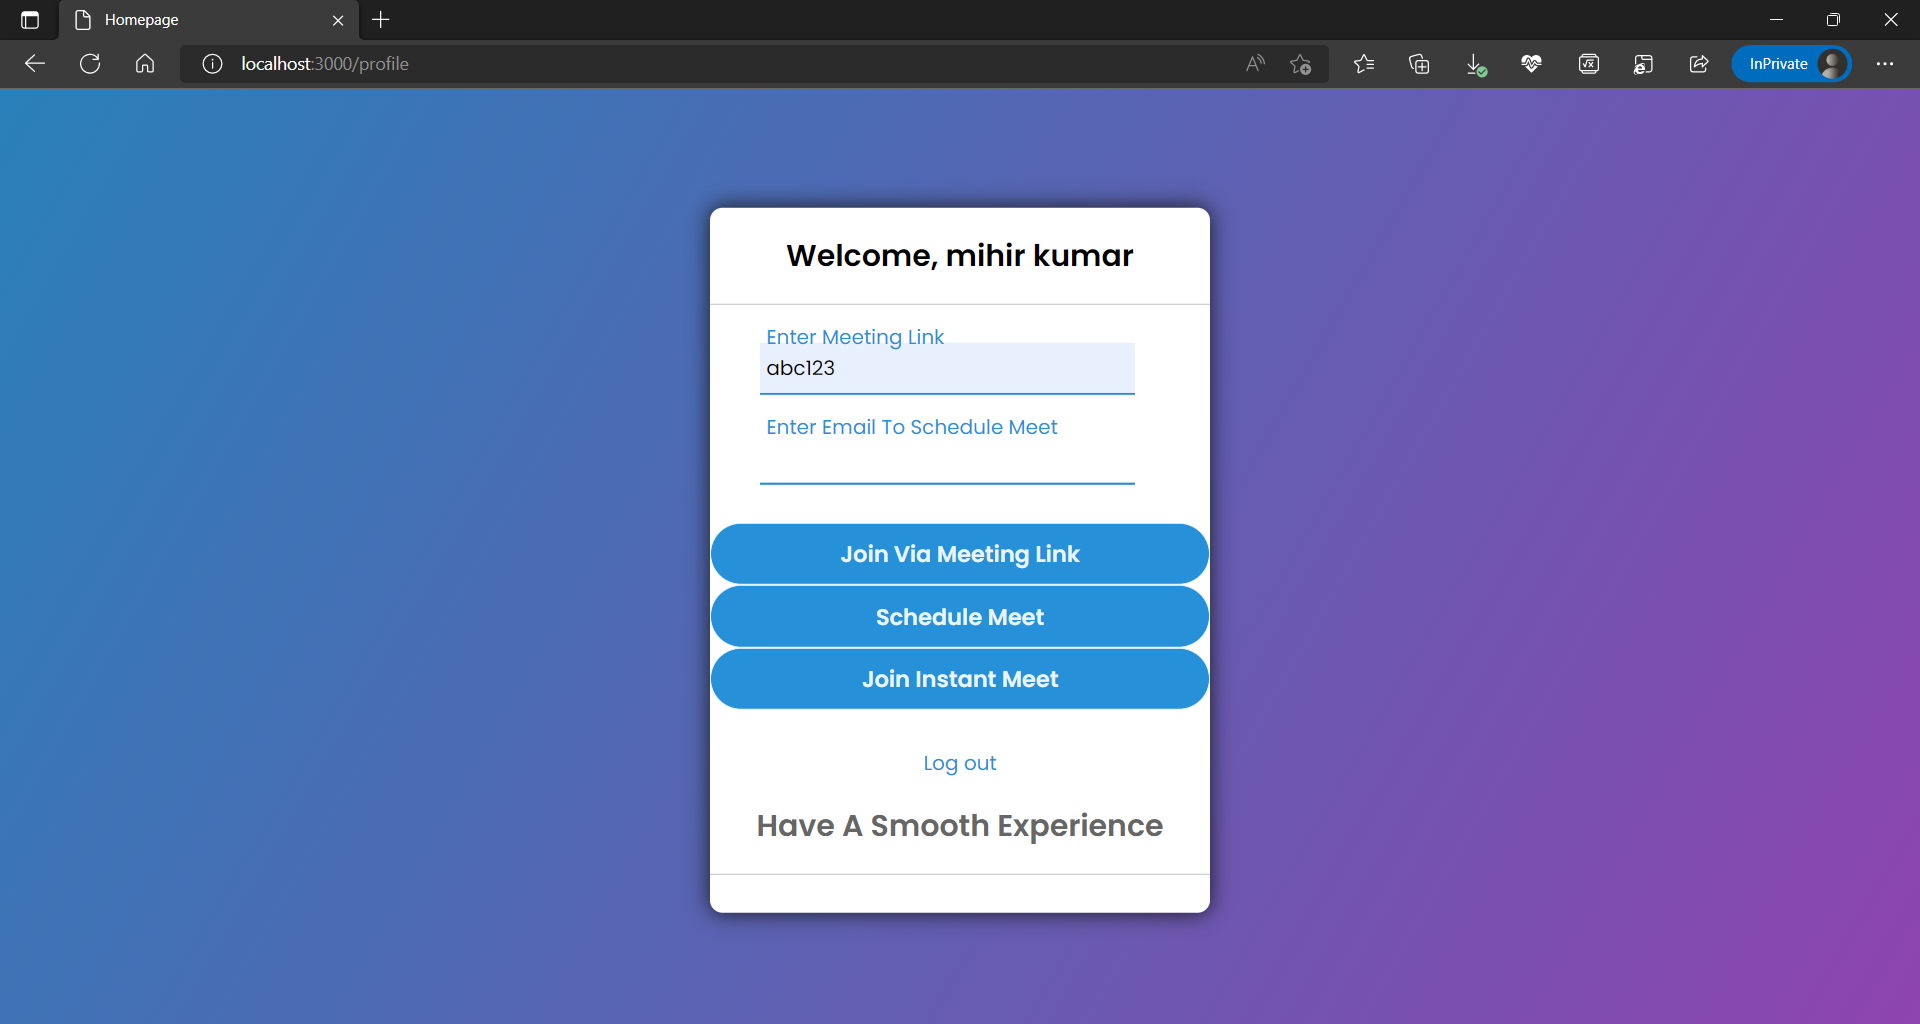 Homepage
localhost:3000/profile
InPrivate
Welcome, mihir kumar
Enter Meeting Link
abc123
Enter Email To Schedule Meet
Join Via Meeting Link
Schedule Meet
Join Instant Meet
Log out
Have A Smooth Experience